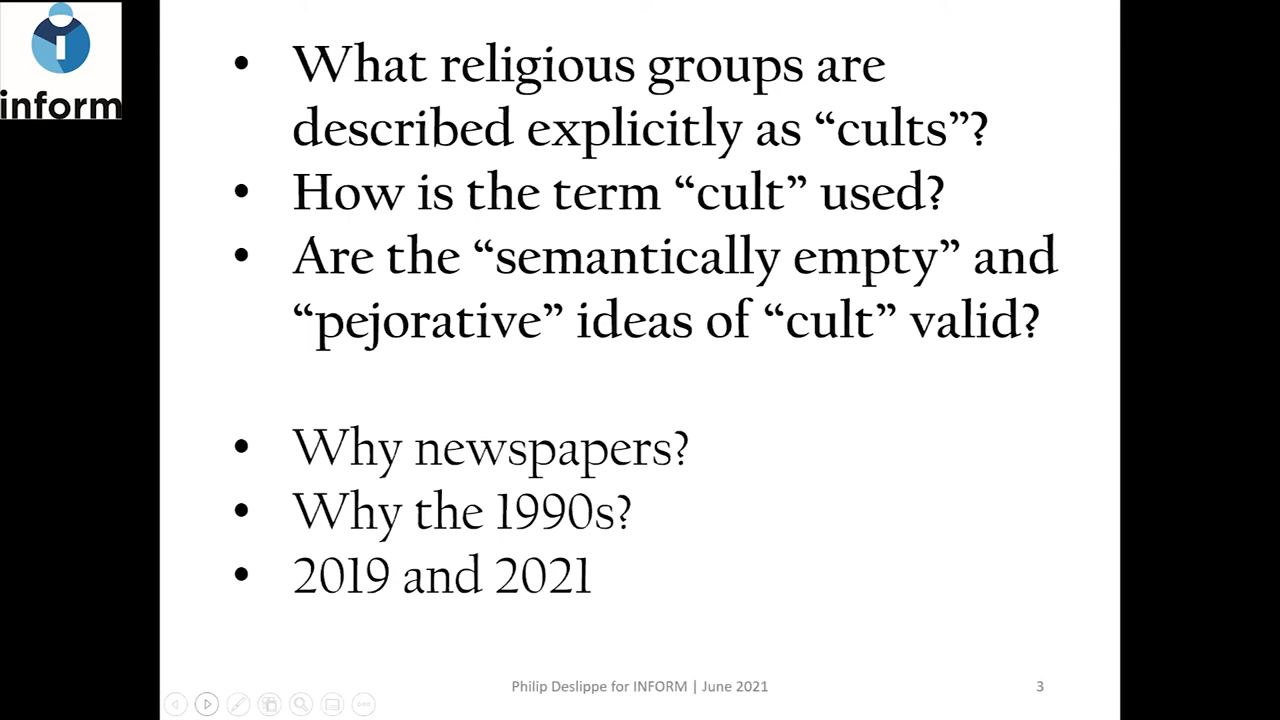 inform
• What religious groups are
described explicitly as “cults”?
• How is the term “cult” used?
• Are the “semantically empty” and
“pejorative” ideas of “cult” valid?
• Why newspapers?
• Why the 1990s?
• 2019 and 2021
Philip Deslippe for INFORM | June 2021
3